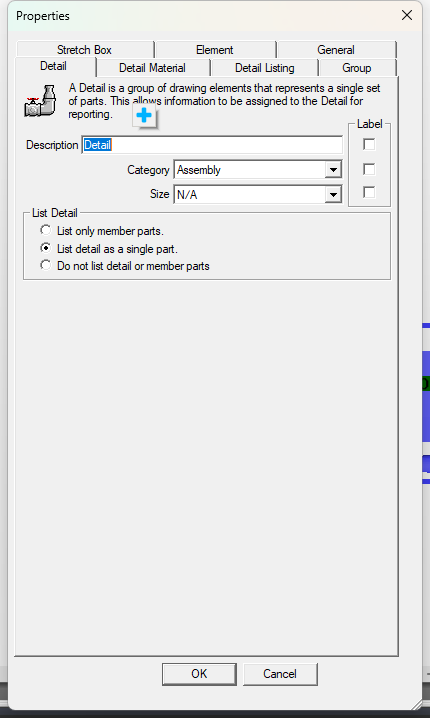 Properties
Stretch Box
Element
General
Detail
Detail Material
Detail Listing
Group
A Detail is a group of drawing elements that represents a single set
of parts. This allows information to be assigned to the Detail for
reporting.
Label
Description Detail
Category Assembly
Size N/A
List Detail
List only member parts.
List detail as a single part.
Do not list detail or member parts
OK
Cancel